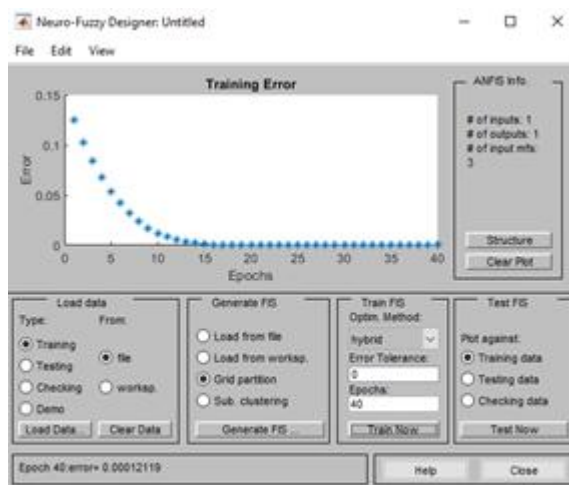 Neuro-Fuzzy Designer: Untitled
File Edit View
Training Error
0.15
0.1
0.05
0
Error
0 5 10 15 20 25 30 35 40
Epochs
ANFIS Info.
# of inputs: 1
# of outputs: 1
# of input mfs:
3
Structure
Clear Plot
Load data
Type: From:
Training
Testing
Checking
Demo
file
worksp.
Load Data... Clear Data
Generate FIS
Load from file
Load from worksp.
Grid partition
Sub. clustering
Generate FIS ...
Train FIS
Optim. Method:
hybrid
Error Tolerance:
0
Epochs:
40
Train Now
Test FIS
Plot against:
Training data
Testing data
Checking data
Test Now
Epoch 40:error= 0.00012119
Help Close